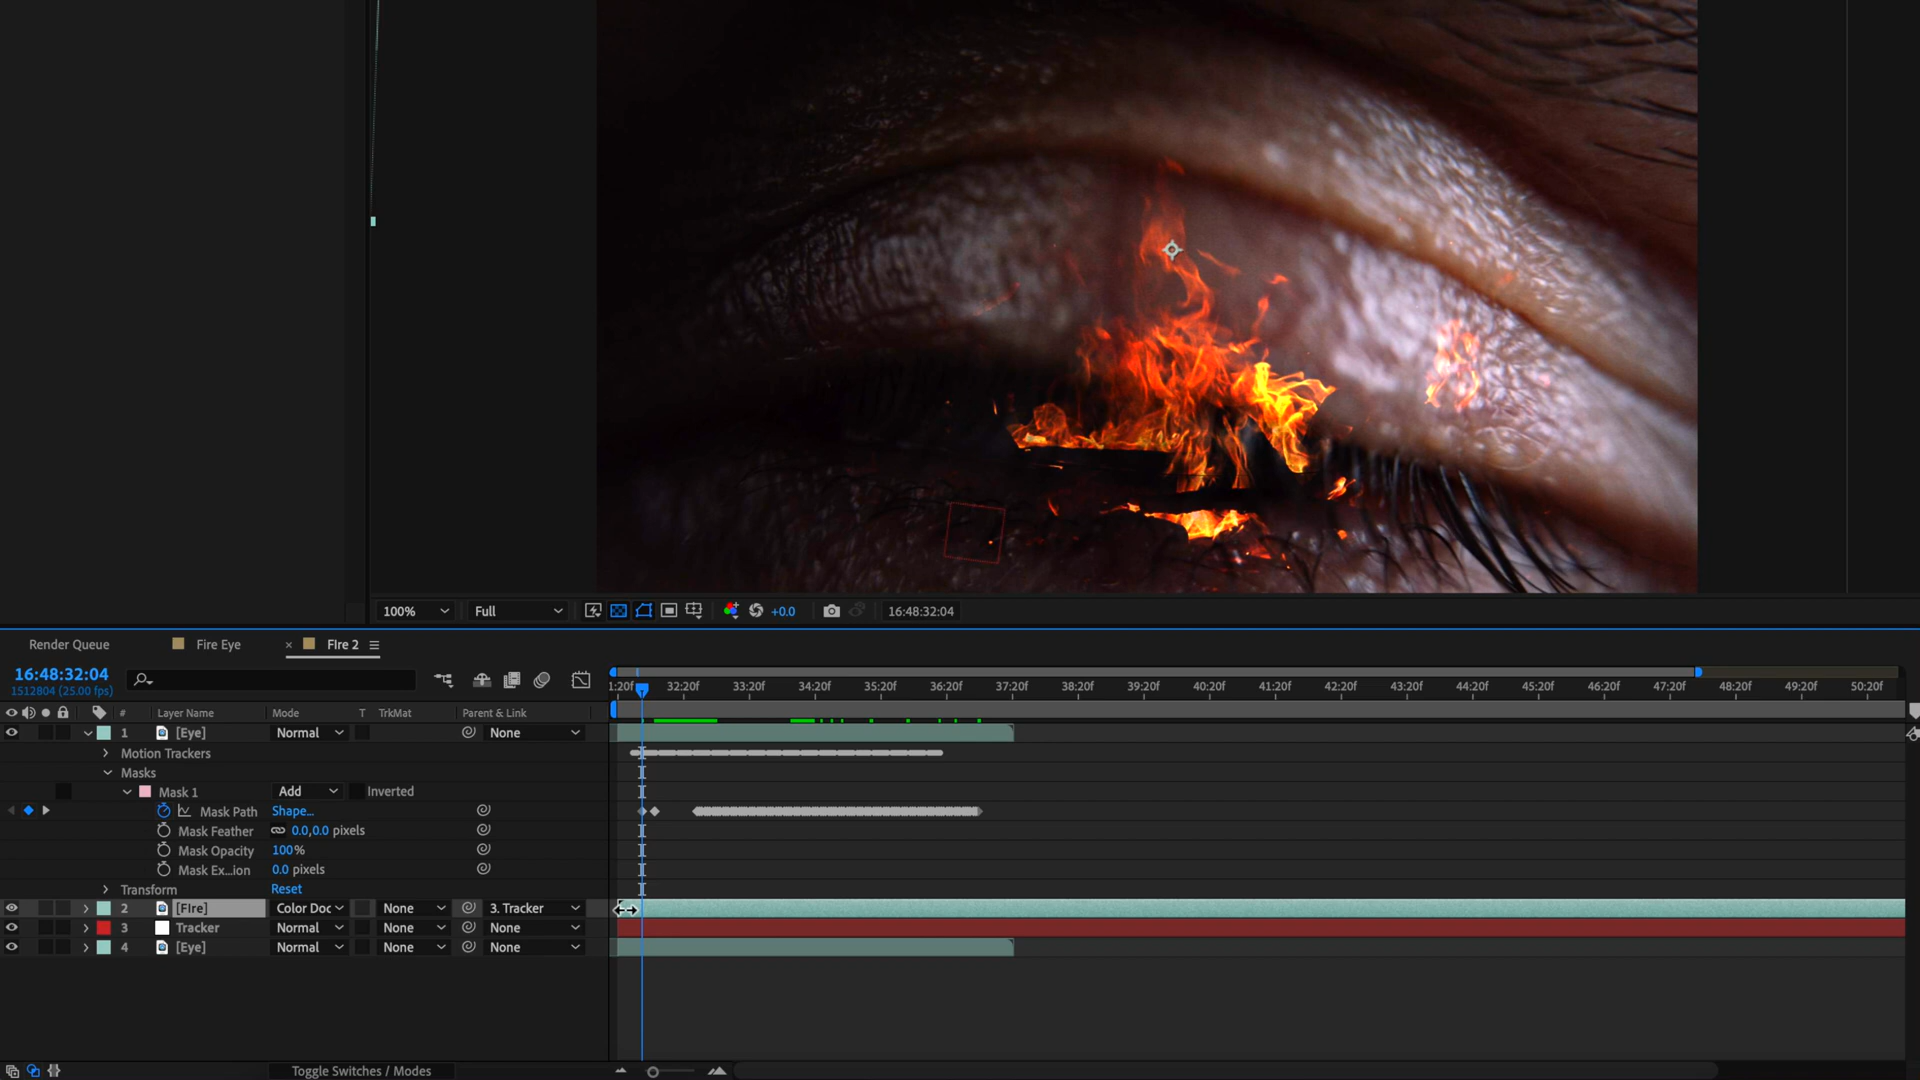 100% Full +0.0 16:48:32:04
Render Queue Fire Eye × FIre 2
16:48:32:04
1512804 (25.00 fps)
1:20f 32:20f 33:20f 34:20f 35:20f 36:20f 37:20f 38:20f 39:20f 40:20f 41:20f 42:20f 43:20f 44:20f 45:20f 46:20f 47:20f 48:20f 49:20f 50:20f
# Layer Name Mode T TrkMat Parent & Link
1 [Eye] Normal None
Motion Trackers
Masks
Mask 1 Add Inverted
Mask Path Shape...
Mask Feather 0.0,0.0 pixels
Mask Opacity 100%
Mask Ex...ion 0.0 pixels
Transform Reset
2 [FIre] Color Doc None 3. Tracker
3 Tracker Normal None None
4 [Eye] Normal None None
Toggle Switches / Modes